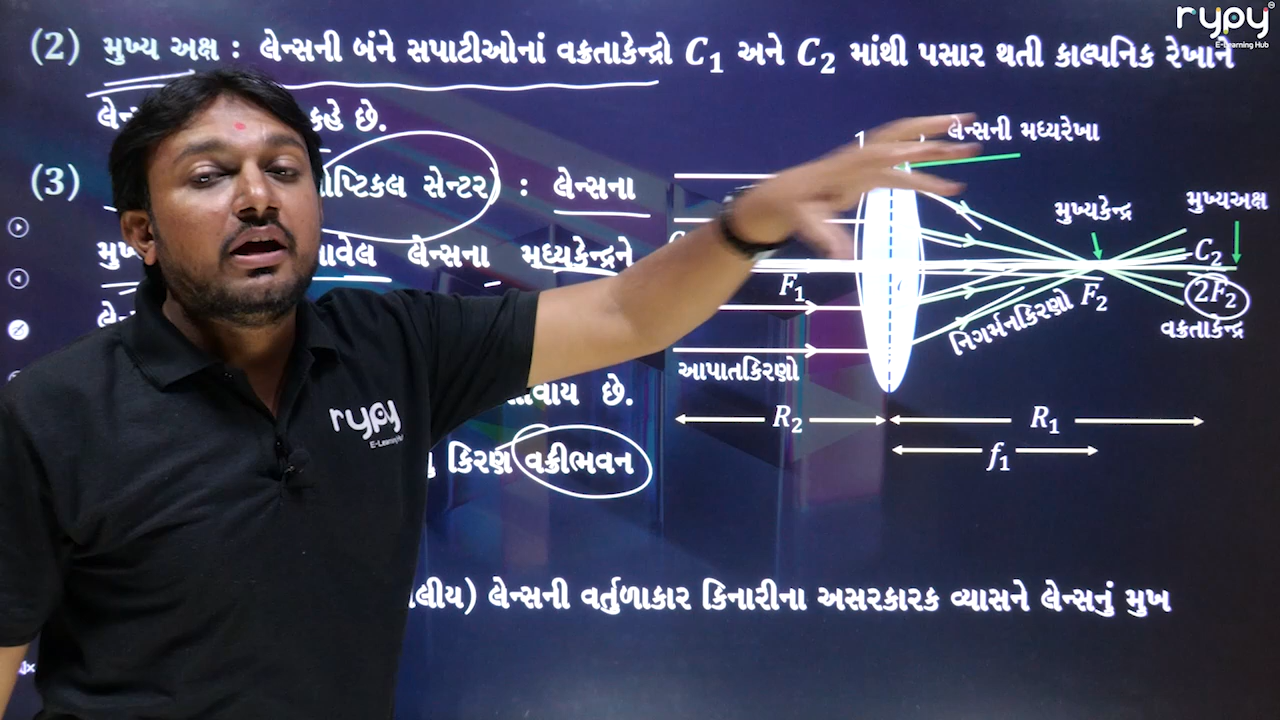 rypy
E-Learning Hub
(2) મુખ્ય અક્ષ : લેન્સની બંને સપાટીઓનાં વક્રતાકેન્દ્રો C₁ અને C₂ માંથી પસાર થતી કાલ્પનિક રેખાને
કહે છે.
(3) સેન્ટર) : લેન્સના
લેન્સના મધ્યકેન્દ્રને
છે.
કિરણ વક્રીભવન
લેન્સની વર્તુળાકાર કિનારીના અસરકારક વ્યાસને લેન્સનું મુખ
લેન્સની મધ્યરેખા
મુખ્યકેન્દ્ર
મુખ્યઅક્ષ
C₂
F₁
F₂
2F₂
વક્રતાકેન્દ્ર
નિર્ગમનકિરણો
આપાતકિરણો
R₂
R₁
f₁
rypy
E-Learning Hub